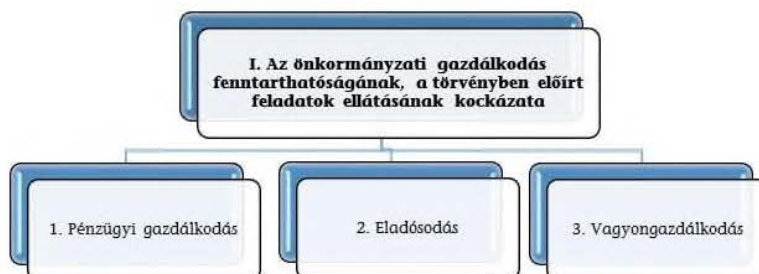 I. Az önkormányzati gazdálkodás
fenntarthatóságának, a törvényben előírt
feladatok ellátásának kockázata
1. Pénzügyi gazdálkodás
2. Eladósodás
3. Vagyongazdálkodás